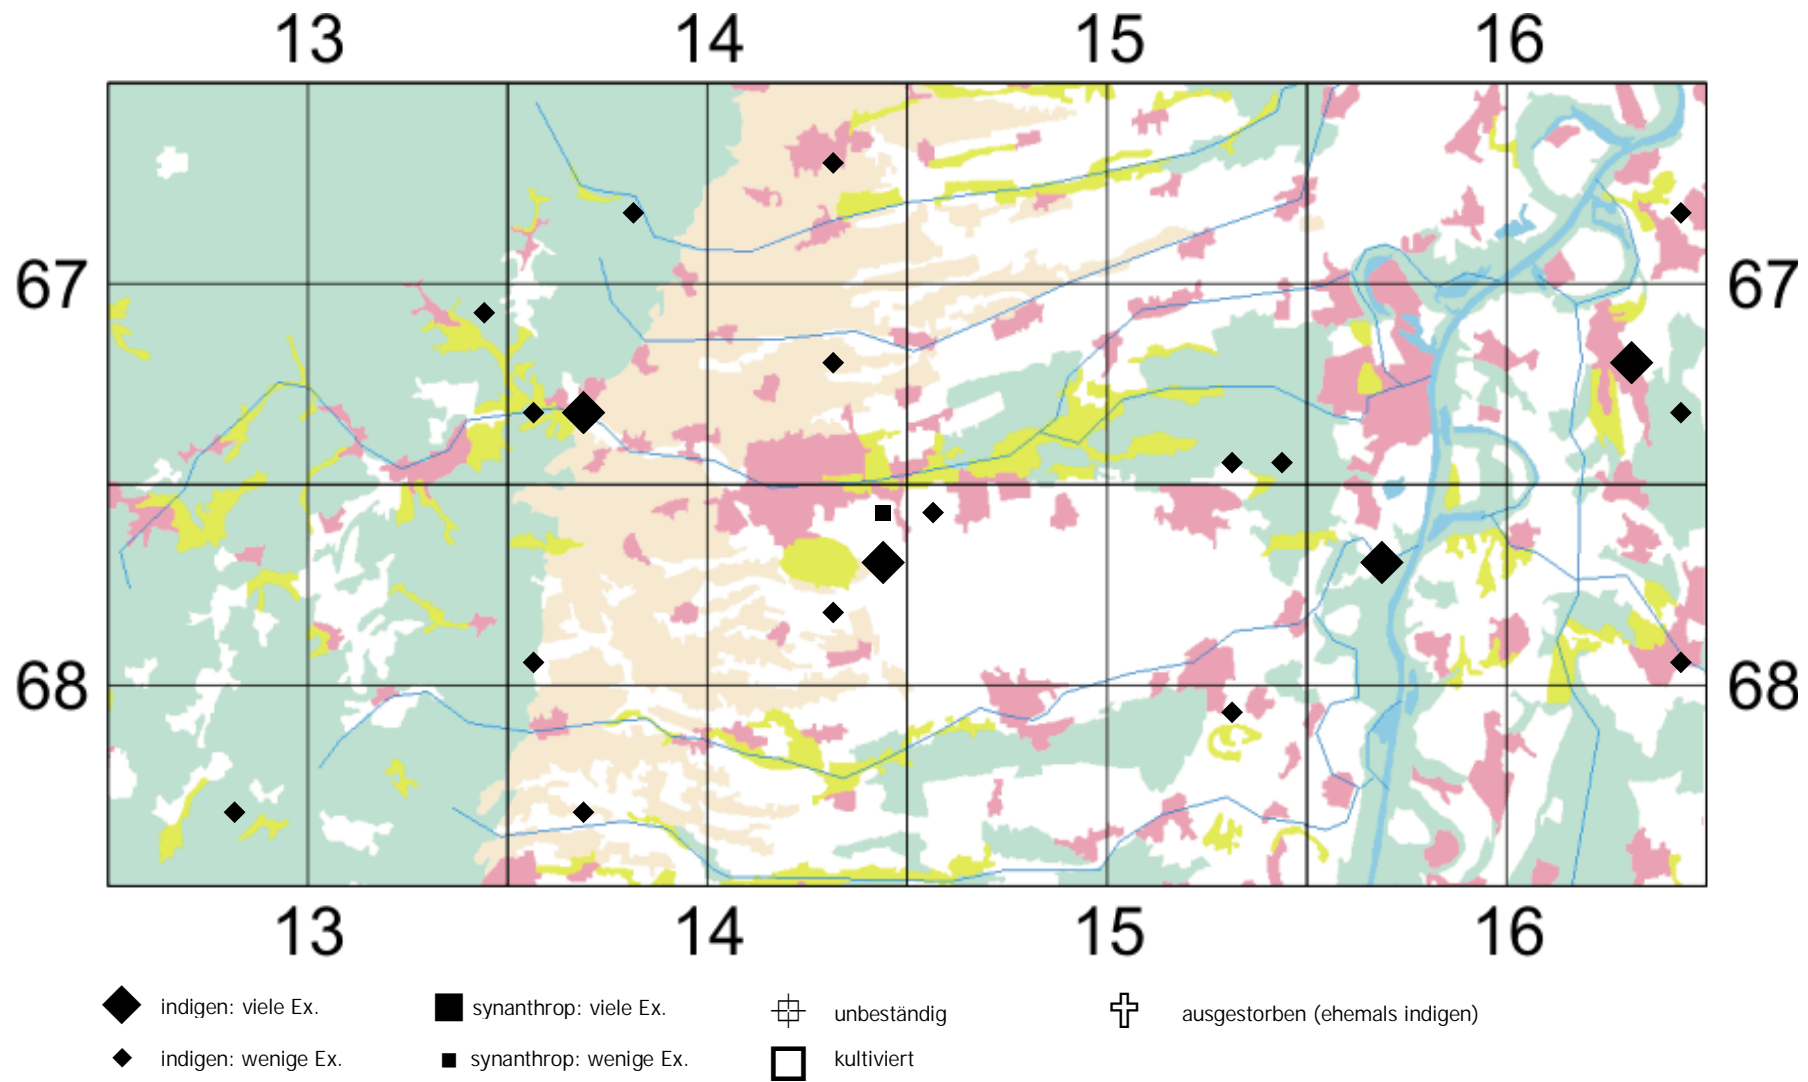 13 14 15 16
67 67
68 68
13 14 15 16
indigen: viele Ex. synanthrop: viele Ex. unbeständig ausgestorben (ehemals indigen)
indigen: wenige Ex. synanthrop: wenige Ex. kultiviert